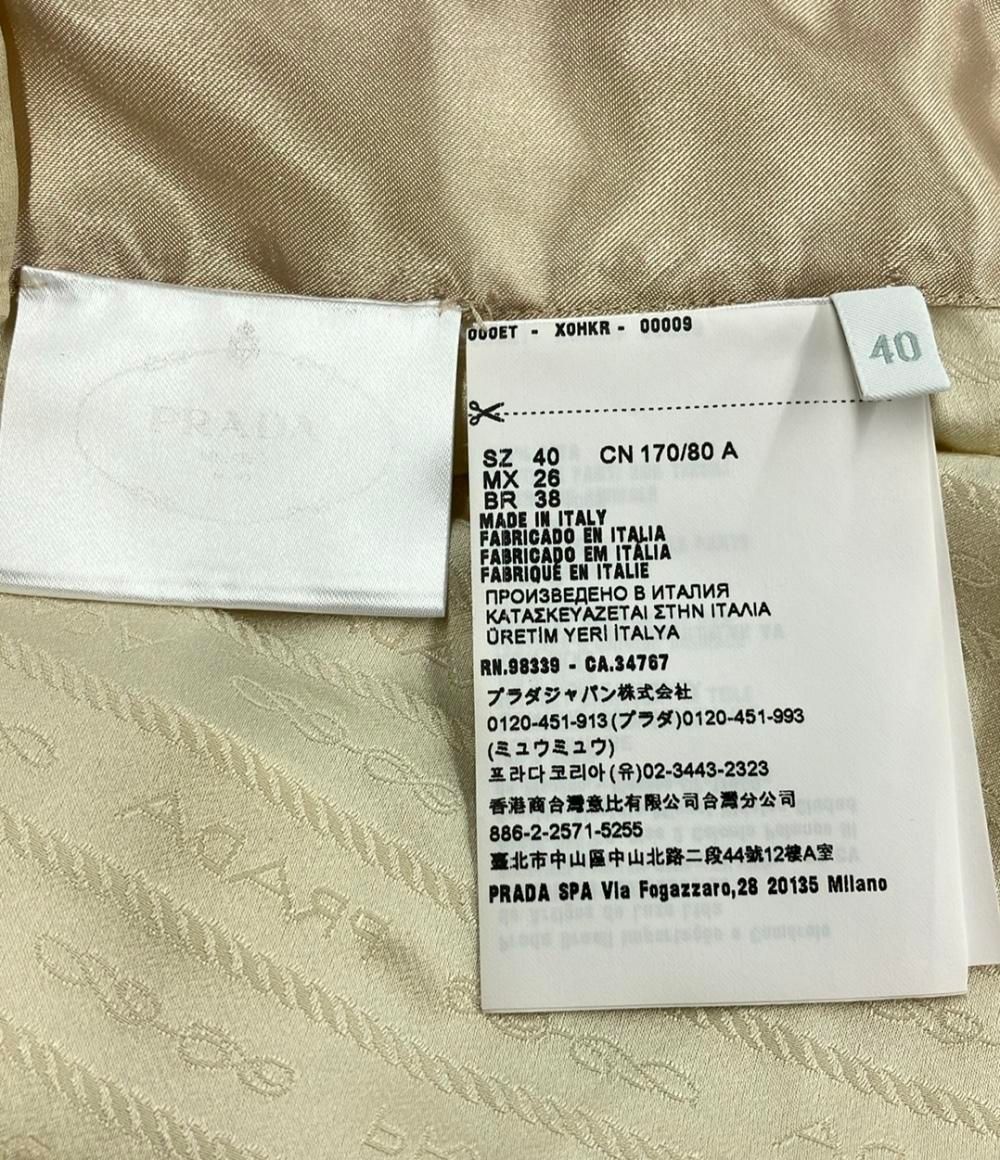 PRADA
000ET - X0HKR - 00009
40
SZ 40 CN 170/80 A
MX 26
BR 38
MADE IN ITALY
FABRICADO EN ITALIA
FABRICADO EM ITÁLIA
FABRIQUÉ EN ITALIE
ПРОИЗВЕДЕНО В ИТАЛИЯ
ΚΑΤΑΣΚΕΥΑΖΕΤΑΙ ΣΤΗΝ ΙΤΑΛΙΑ
ÜRETİM YERİ İTALYA
RN.98339 - CA.34767
プラダジャパン株式会社
0120-451-913(プラダ)0120-451-993
(ミュウミュウ)
프라다코리아(유)02-3443-2323
香港商台灣意比有限公司台灣分公司
886-2-2571-5255
臺北市中山區中山北路二段44號12樓A室
PRADA SPA Via Fogazzaro,28 20135 Milano